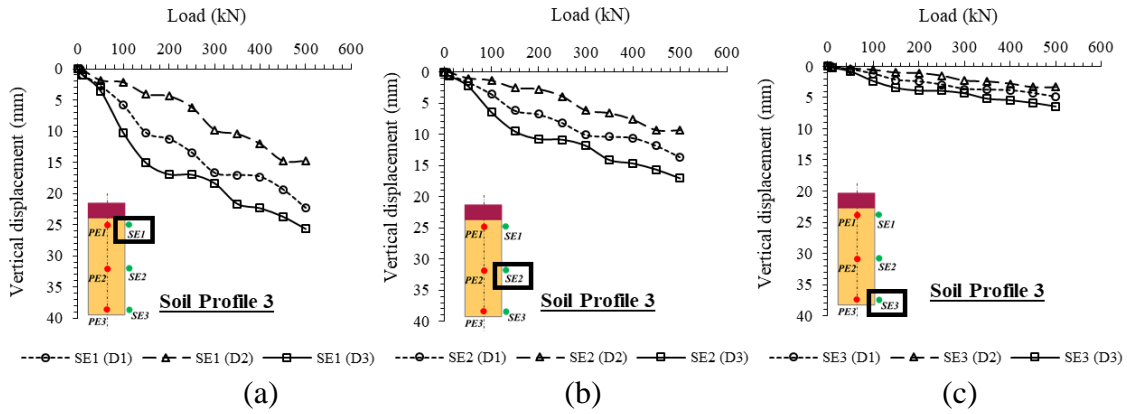 Load (kN)
0 100 200 300 400 500 600
Vertical displacement (mm)
0
5
10
15
20
25
30
35
40
PE1
SE1
PE2
SE2
PE3
SE3
Soil Profile 3
SE1 (D1) SE1 (D2) SE1 (D3)
(a)
Load (kN)
0 100 200 300 400 500 600
Vertical displacement (mm)
0
5
10
15
20
25
30
35
40
PE1
SE1
PE2
SE2
PE3
SE3
Soil Profile 3
SE2 (D1) SE2 (D2) SE2 (D3)
(b)
Load (kN)
0 100 200 300 400 500 600
Vertical displacement (mm)
0
5
10
15
20
25
30
35
40
PE1
SE1
PE2
SE2
PE3
SE3
Soil Profile 3
SE3 (D1) SE3 (D2) SE3 (D3)
(c)